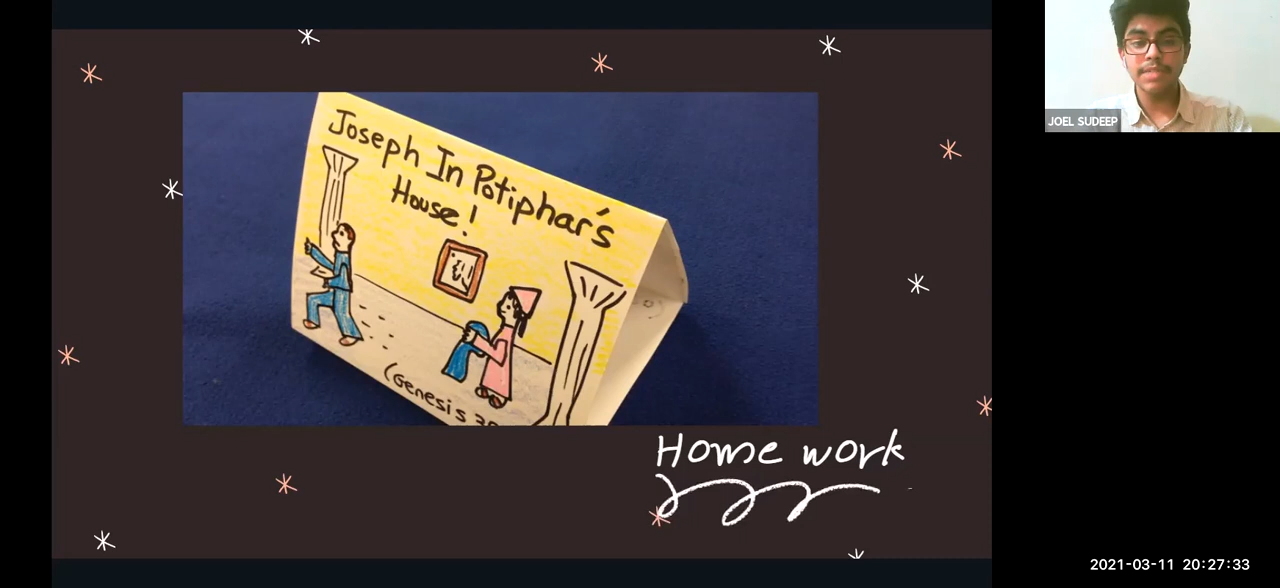 Joseph In Potiphar's
House!
(Genesis
Home work
JOEL SUDEEP
2021-03-11 20:27:33